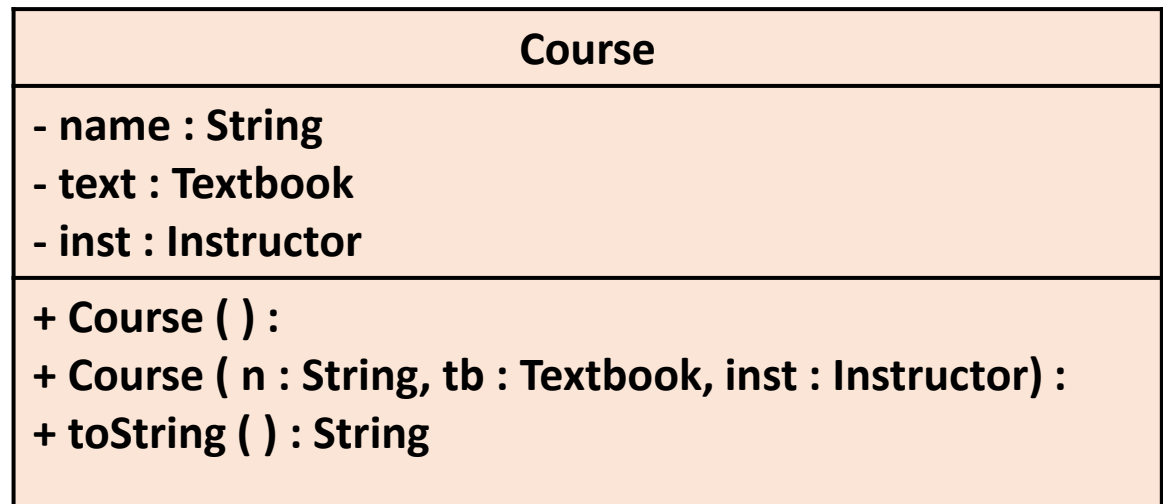 Course
- name : String
- text : Textbook
- inst : Instructor
+ Course ( ) :
+ Course ( n : String, tb : Textbook, inst : Instructor) :
+ toString ( ) : String